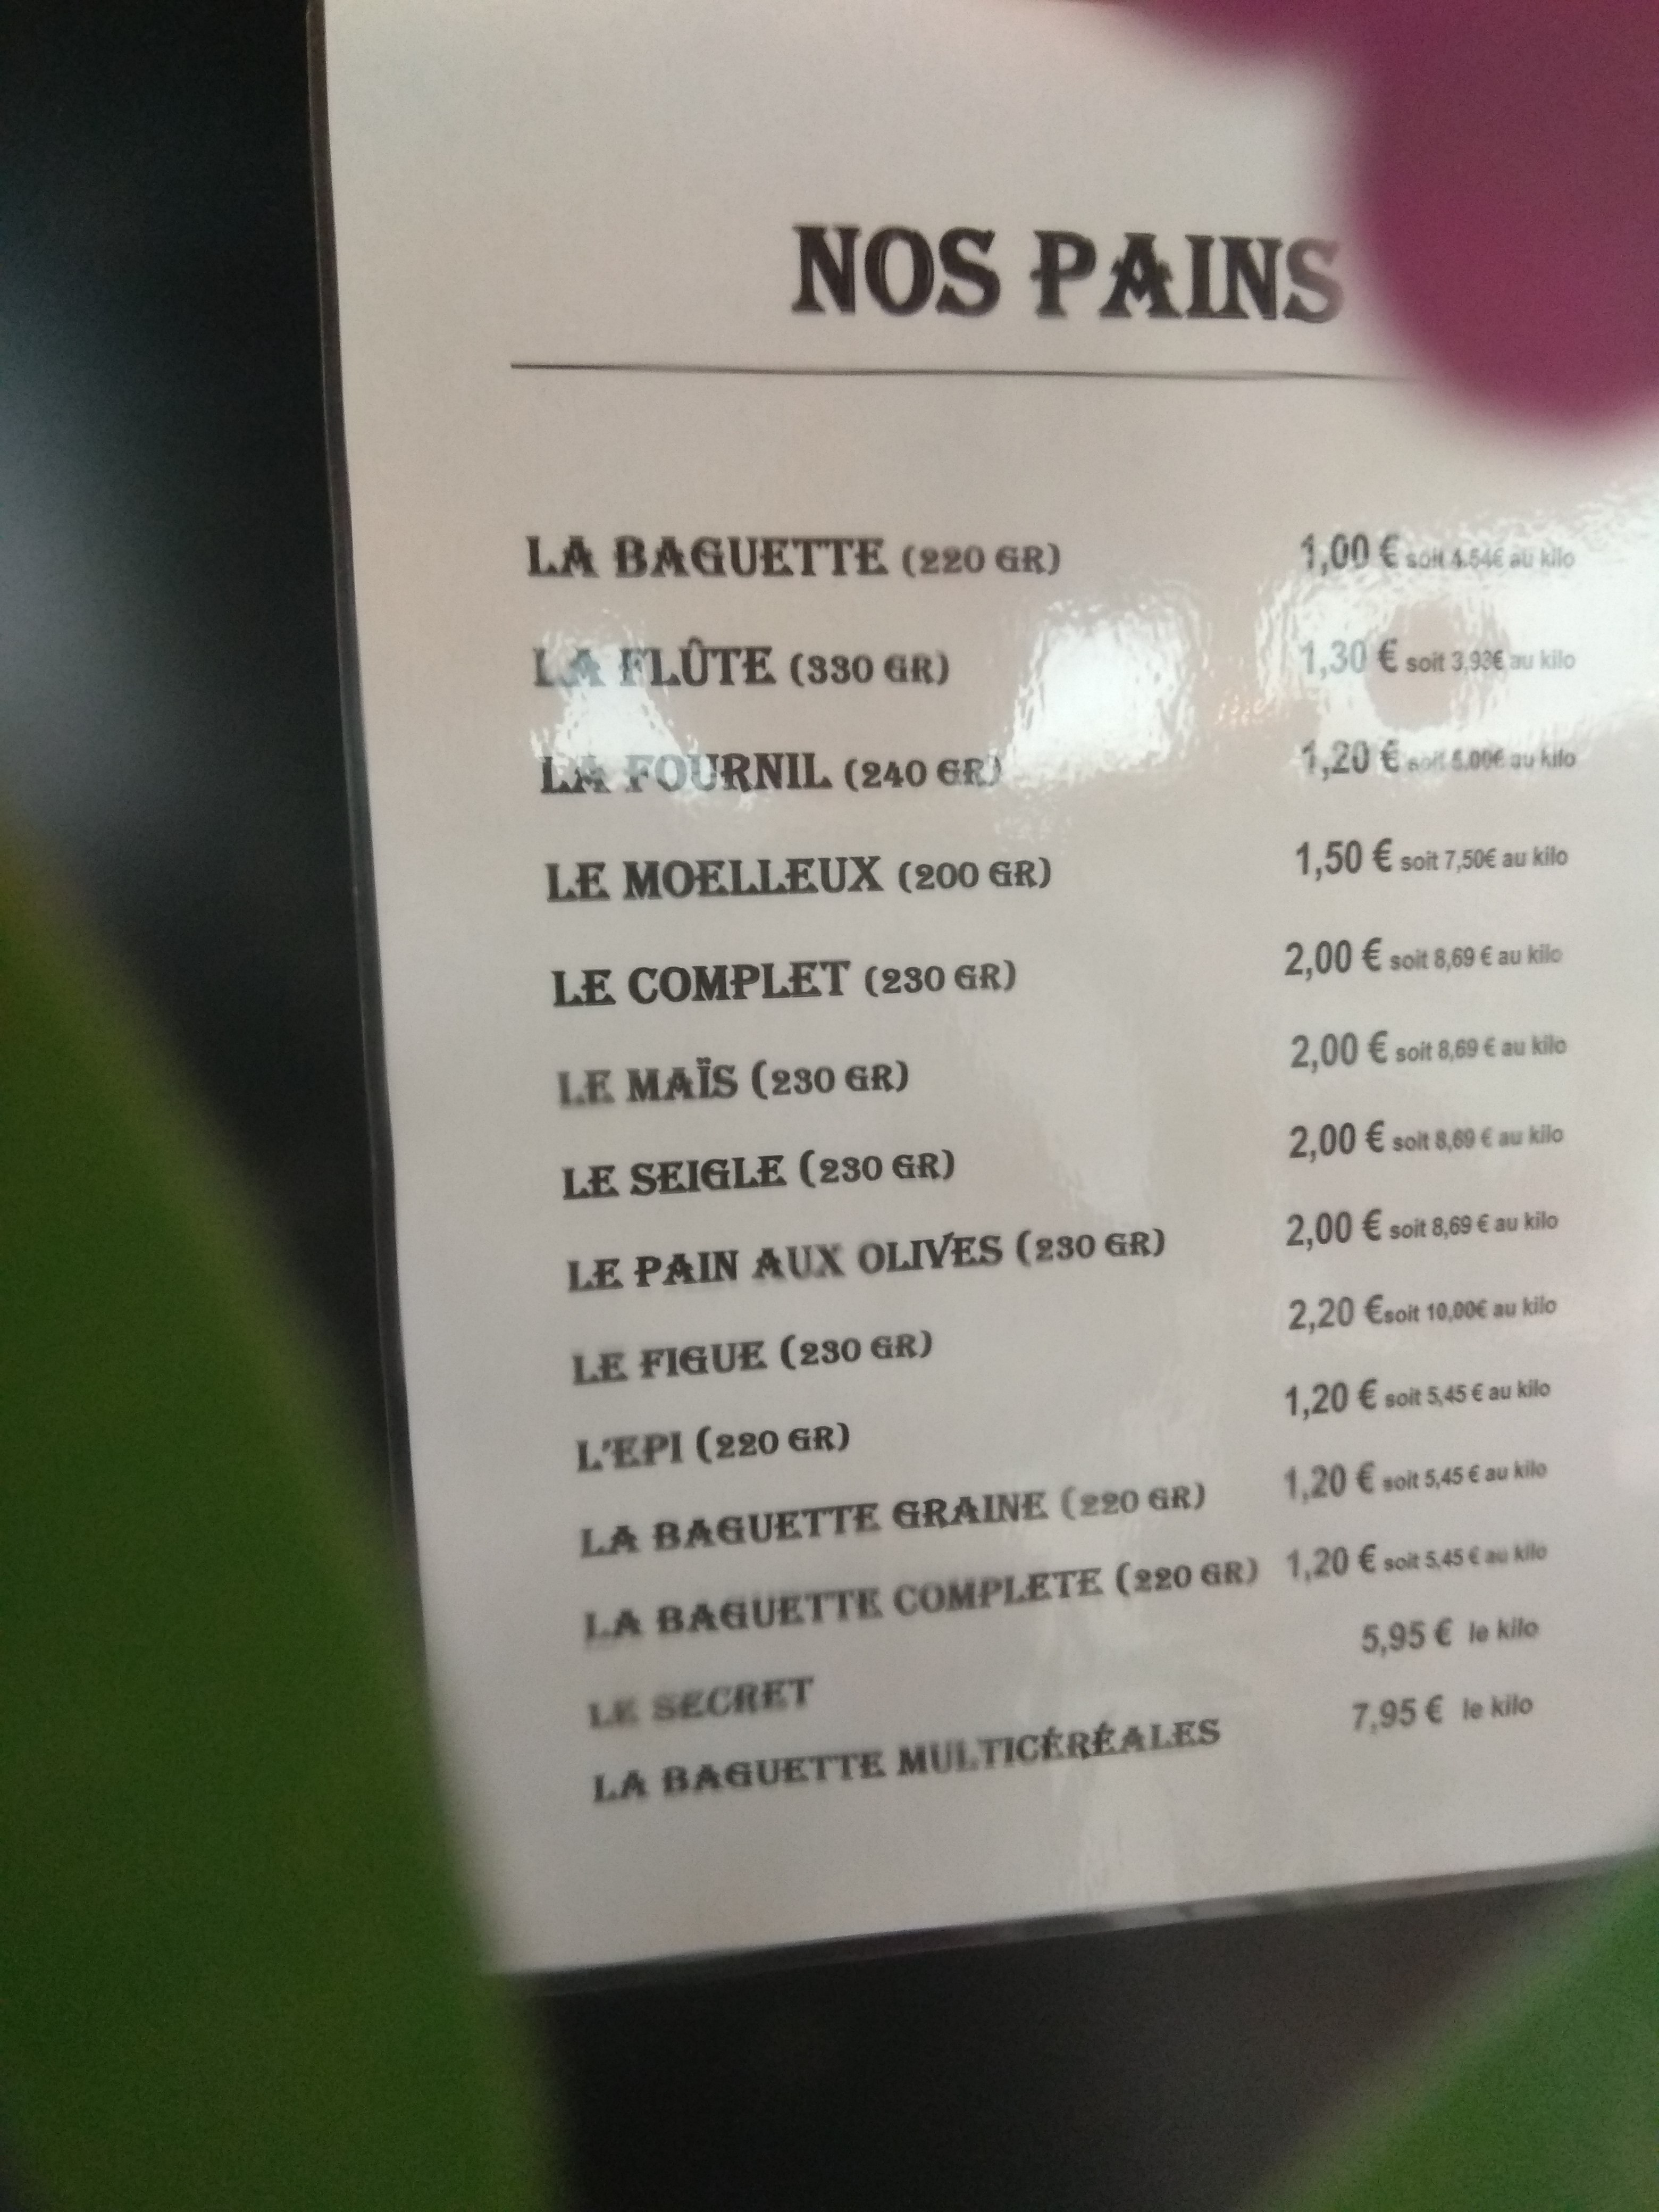 NOS PAINS
LA BAGUETTE (220 GR) 1,00 € soit 4.54€ au kilo
LA FLÛTE (330 GR) 1,30 € soit 3,93€ au kilo
LA FOURNIL (240 GR) 1,20 € soit 5.00€ au kilo
LE MOELLEUX (200 GR) 1,50 € soit 7,50€ au kilo
LE COMPLET (230 GR) 2,00 € soit 8,69 € au kilo
LE MAÏS (230 GR) 2,00 € soit 8,69 € au kilo
LE SEIGLE (230 GR) 2,00 € soit 8,69 € au kilo
LE PAIN AUX OLIVES (230 GR) 2,00 € soit 8,69 € au kilo
LE FIGUE (230 GR) 2,20 €soit 10,00€ au kilo
L'EPI (220 GR) 1,20 € soit 5,45 € au kilo
LA BAGUETTE GRAINE (220 GR) 1,20 € soit 5,45 € au kilo
LA BAGUETTE COMPLETE (220 GR) 1,20 € soit 5,45 € au kilo
LE SECRET 5,95 € le kilo
LA BAGUETTE MULTICÉRÉALES 7,95 € le kilo